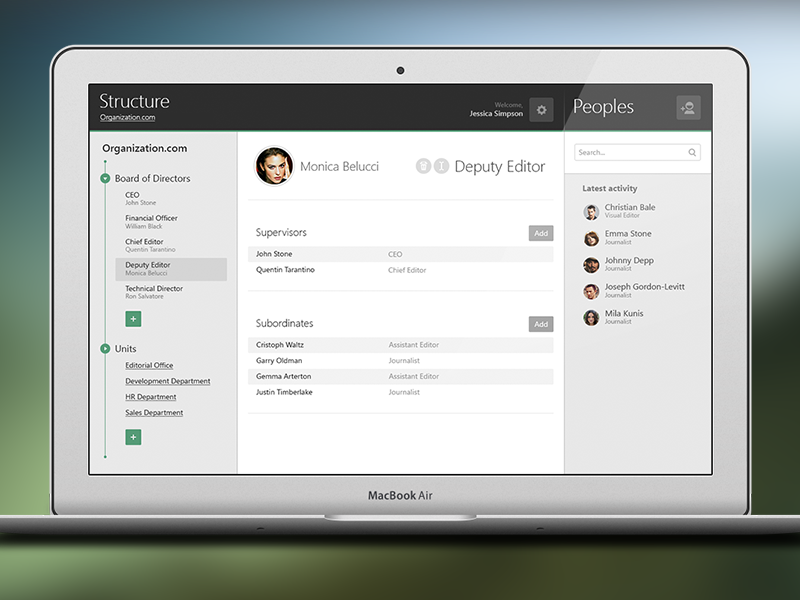 Structure
Organization.com
Welcome,
Jessica Simpson
Peoples
Organization.com
Board of Directors
CEO
John Stone
Financial Officer
William Black
Chief Editor
Quentin Tarantino
Deputy Editor
Monica Belucci
Technical Director
Ron Salvatore
+
Units
Editorial Office
Development Department
HR Department
Sales Department
+
Monica Belucci
Deputy Editor
Supervisors
Add
John Stone CEO
Quentin Tarantino Chief Editor
Subordinates
Add
Cristoph Waltz Assistant Editor
Garry Oldman Journalist
Gemma Arterton Assistant Editor
Justin Timberlake Journalist
Search...
Latest activity
Christian Bale
Visual Editor
Emma Stone
Journalist
Johnny Depp
Journalist
Joseph Gordon-Levitt
Journalist
Mila Kunis
Journalist
MacBook Air